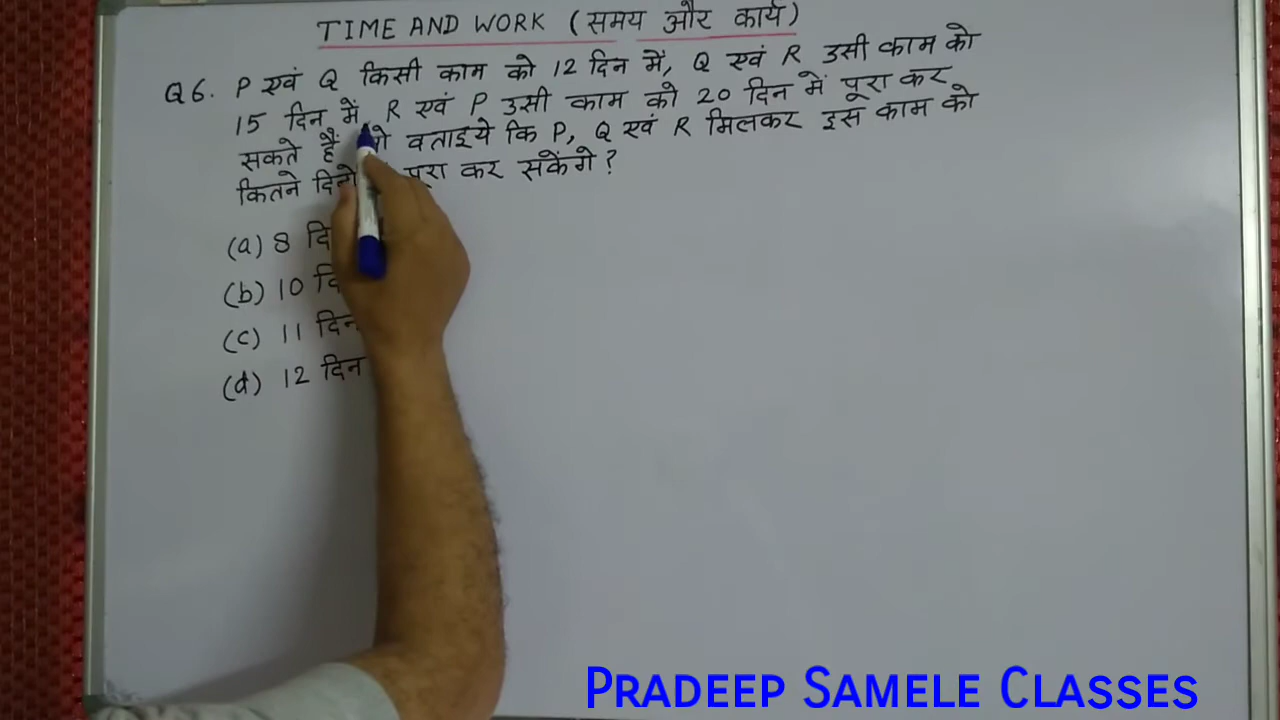 TIME AND WORK (समय और कार्य)
Q6. P एवं Q किसी काम को 12 दिन में, Q एवं R उसी काम को
15 दिन में, R एवं P उसी काम को 20 दिन में पूरा कर
सकते हैं वताइये कि P, Q एवं R मिलकर इस काम को
कितने पूरा कर सकेंगे?
(a) 8
(b) 10
(c) 11 दिन
(d) 12 दिन
PRADEEP SAMELE CLASSES